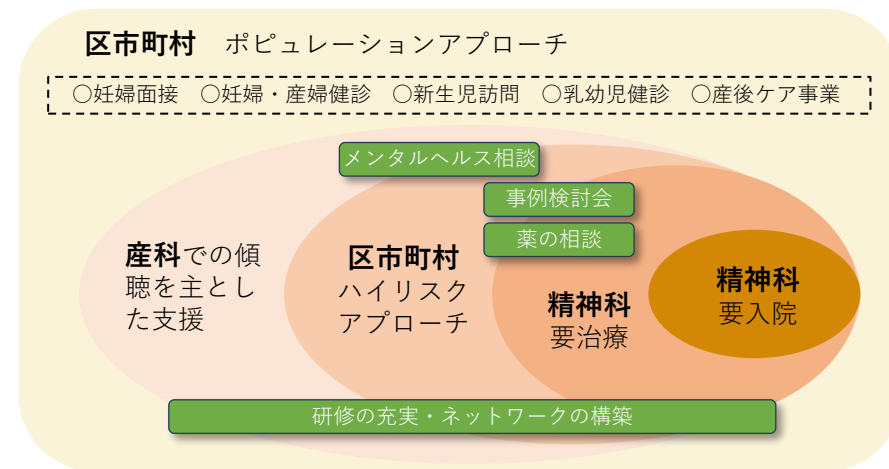 区市町村 ポピュレーションアプローチ
○妊婦面接 ○妊婦・産婦健診 ○新生児訪問 ○乳幼児健診 ○産後ケア事業
メンタルヘルス相談
事例検討会
薬の相談
産科での傾
聴を主とし
た支援
区市町村
ハイリスク
アプローチ
精神科
要治療
精神科
要入院
研修の充実・ネットワークの構築